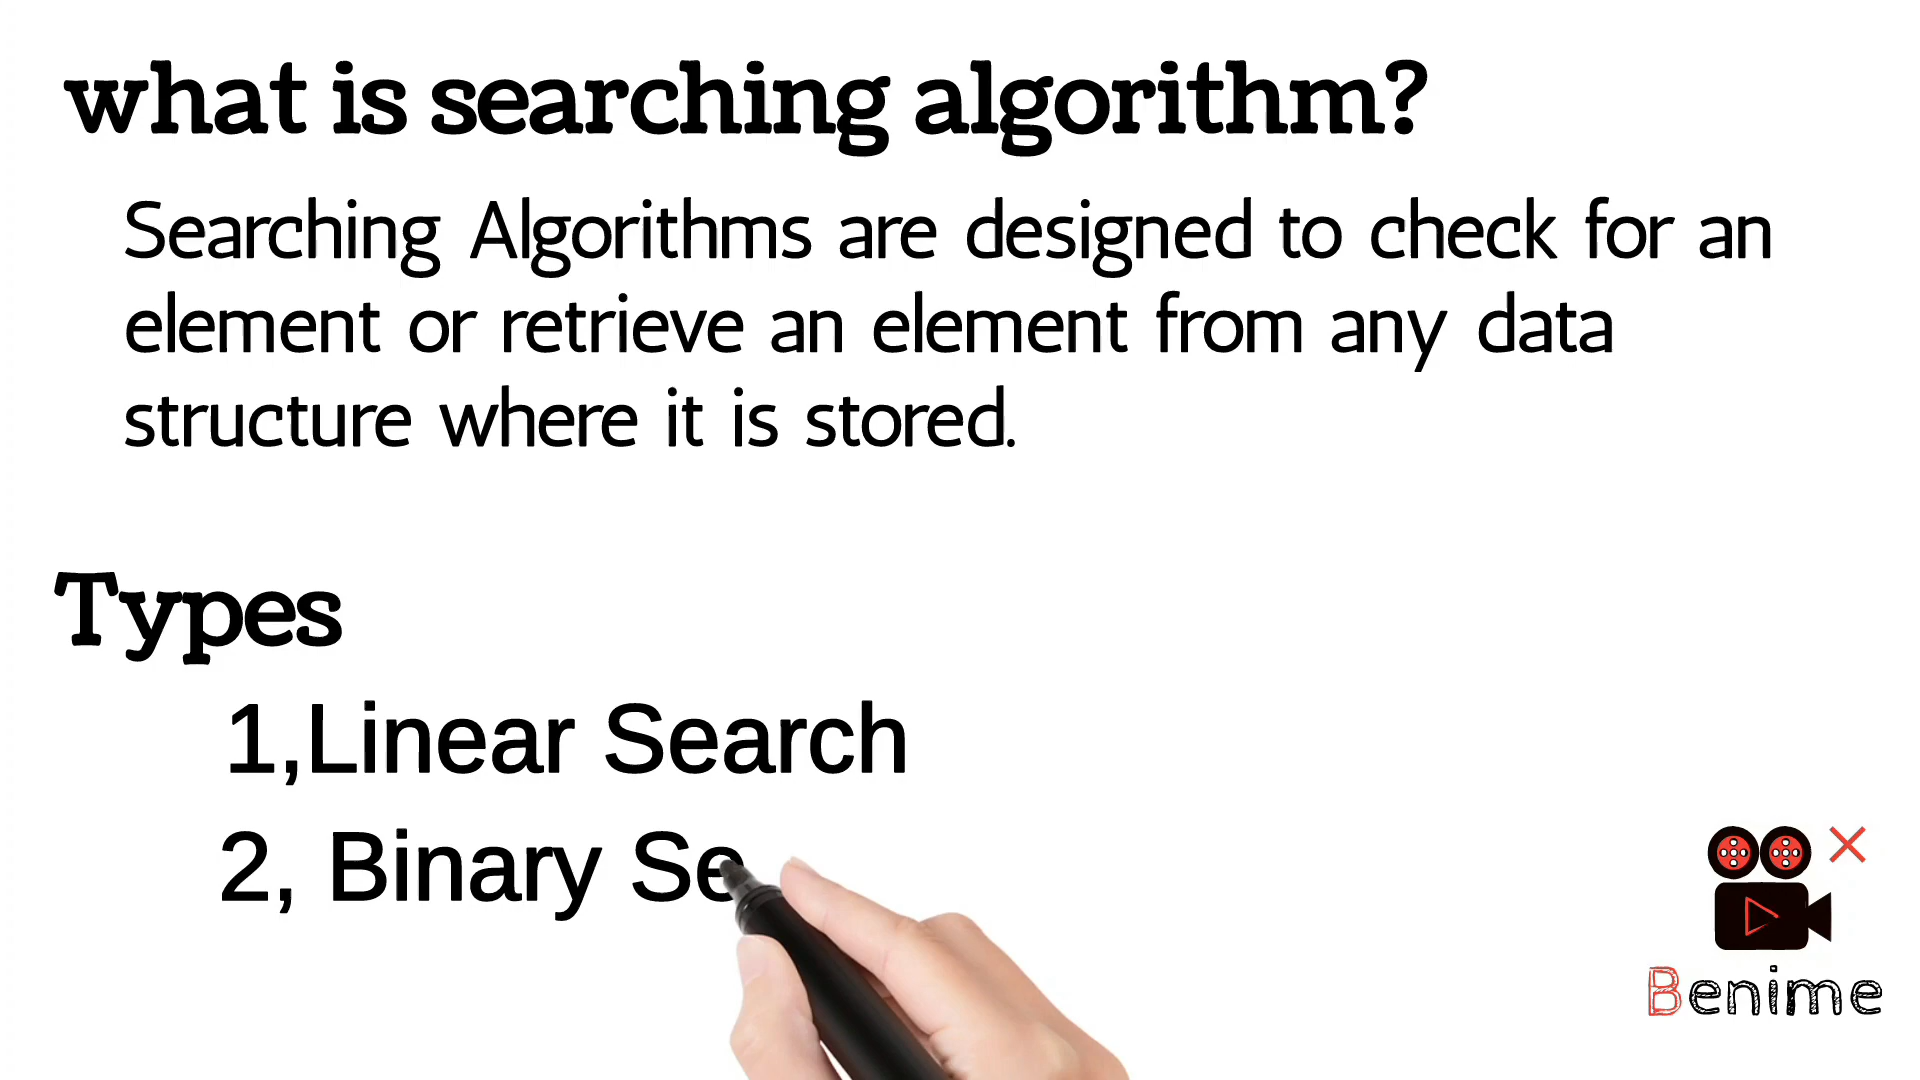 what is searching algorithm?
Searching Algorithms are designed to check for an
element or retrieve an element from any data
structure where it is stored.
Types
1,Linear Search
2, Binary Se
Benime